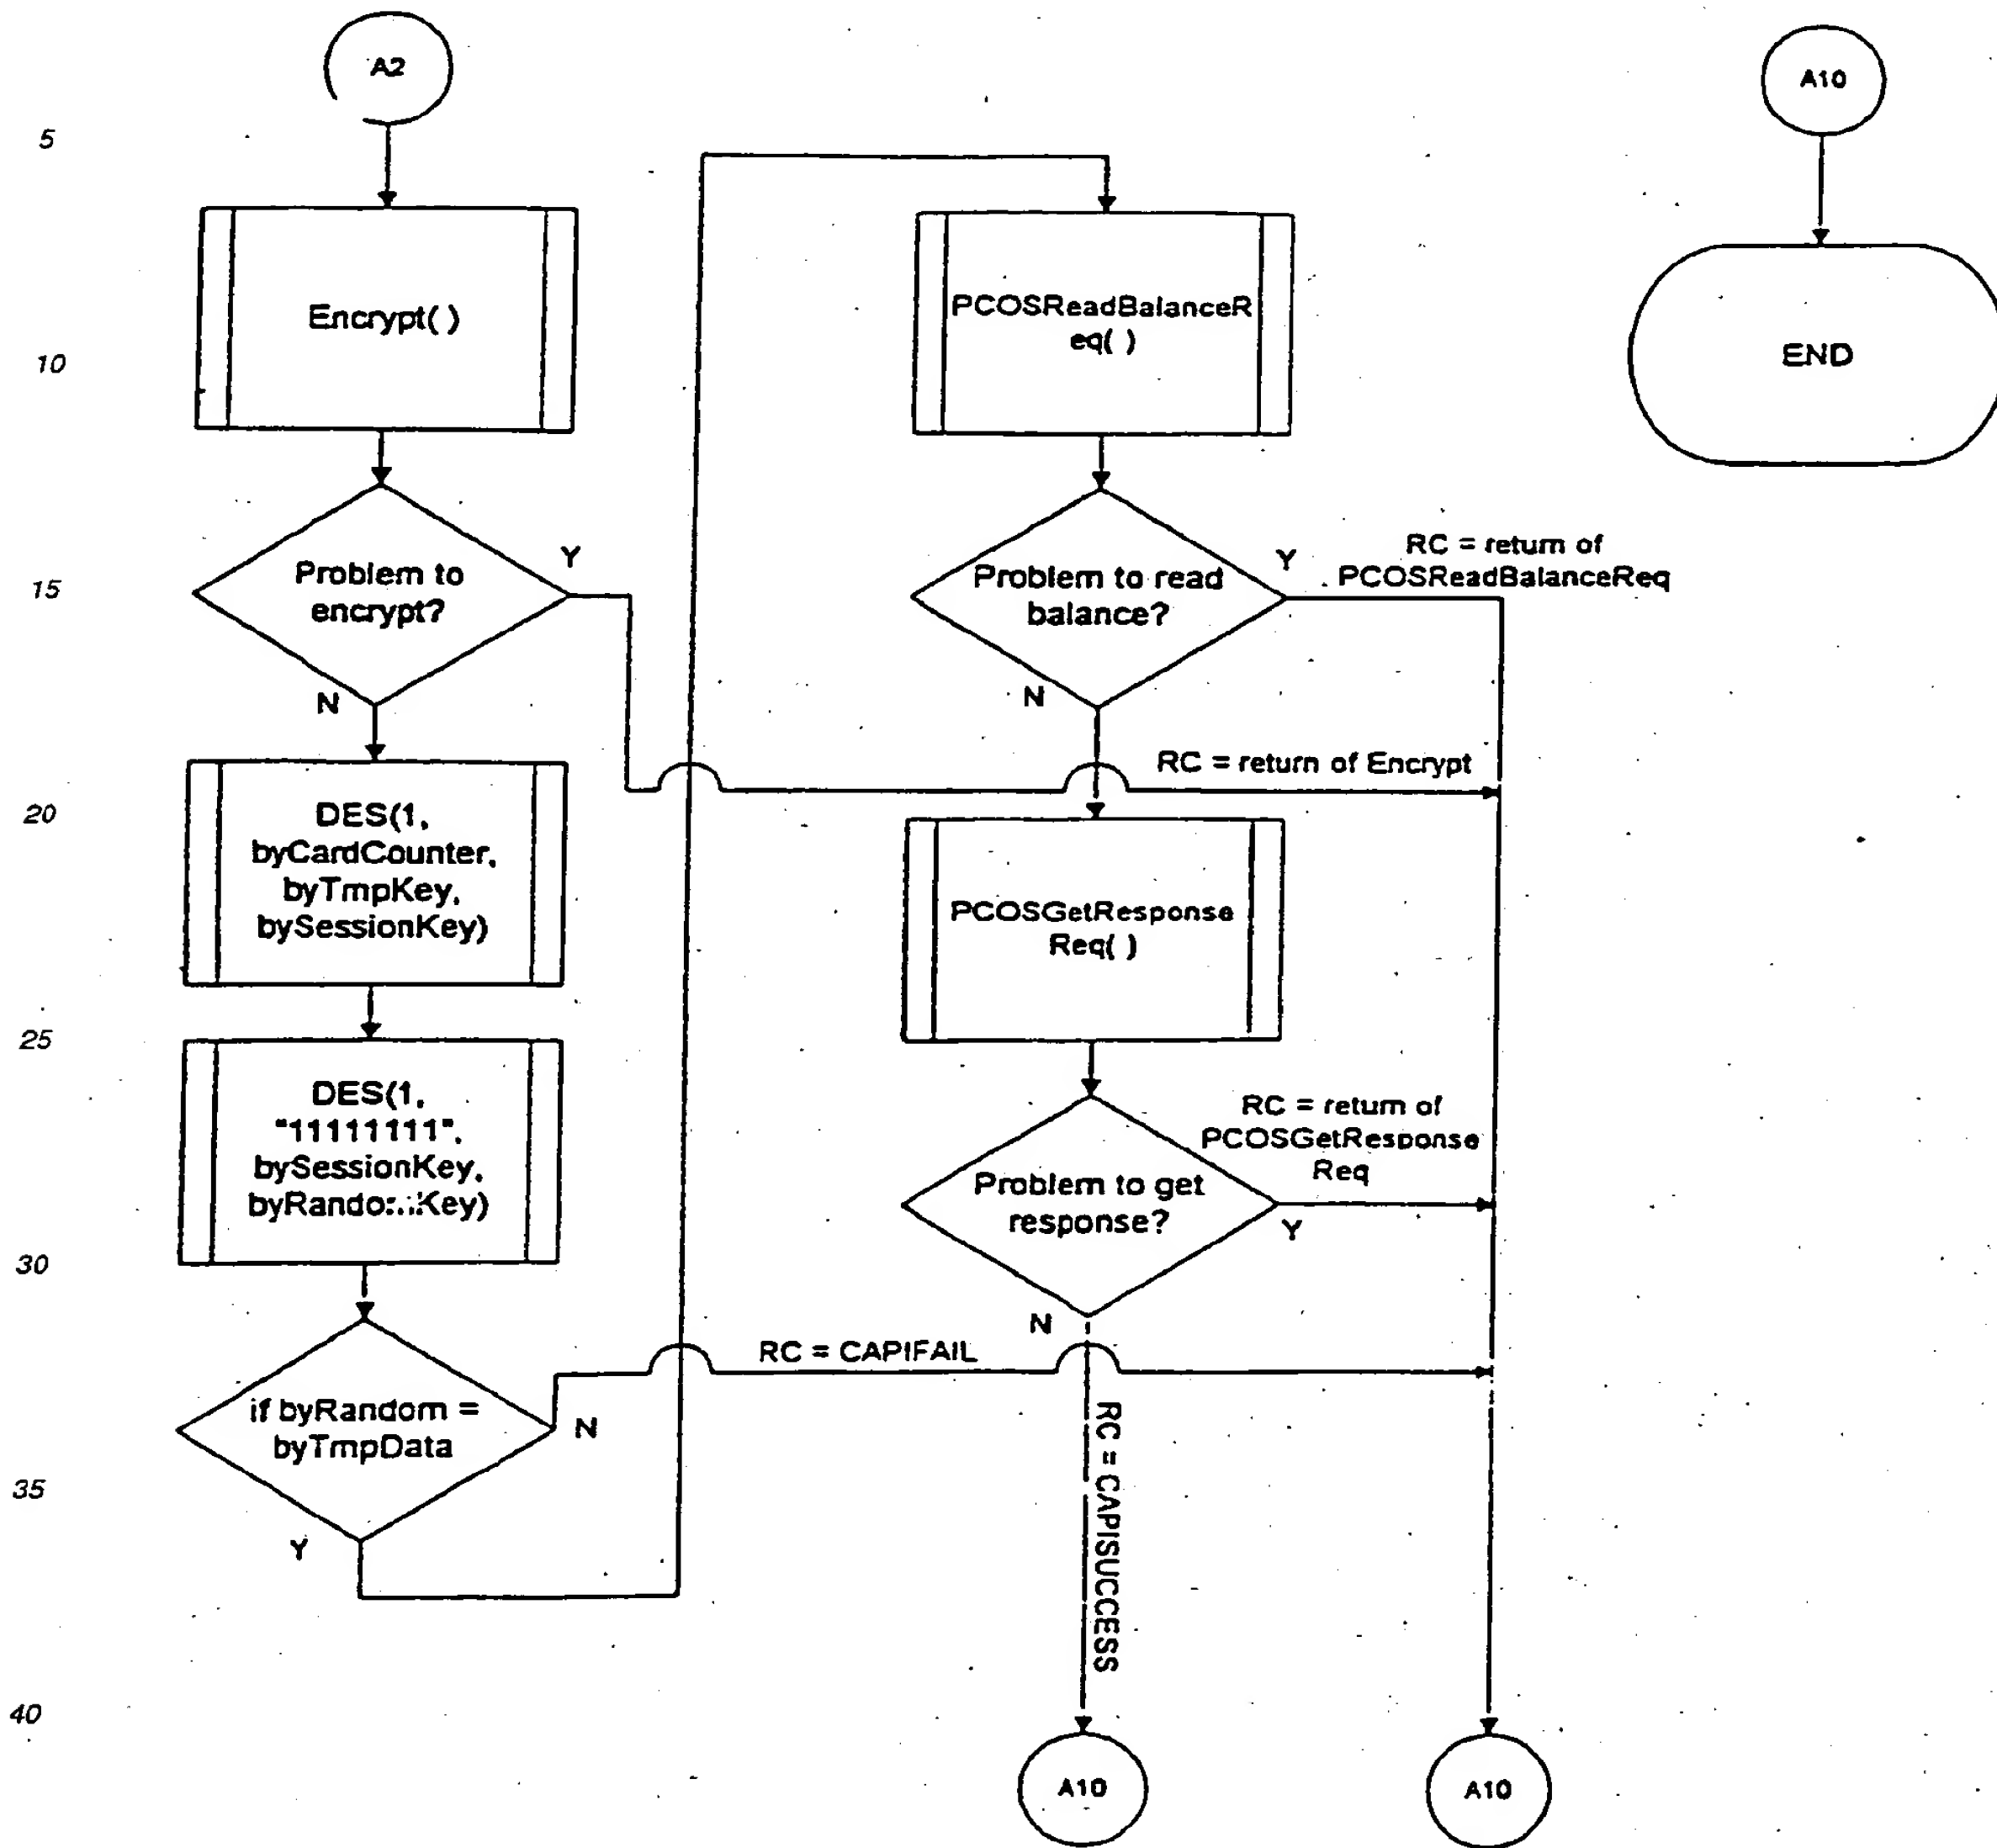 A2
5
Encrypt( )
10
Problem to
encrypt?
15
Y
N
20
DES(1,
byCardCounter,
byTmpKey,
bySessionKey)
25
DES(1,
"11111111",
bySessionKey,
30
if byRandom =
byTmpData
N
35
Y
40
PCOSReadBalanceR
eq( )
Problem to read
balance?
Y
RC = return of
PCOSReadBalanceReq
N
RC = return of Encrypt
PCOSGetResponse
Req( )
RC = return of
PCOSGetResponse
Req
Problem to get
response?
Y
N
RC = CAPIFAIL
RC = CAPISUCCESS
A10
A10
A10
END